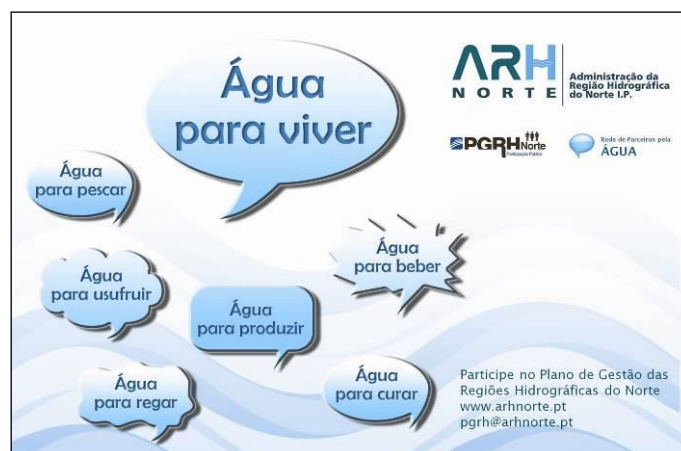 Água
para viver
ARH
NORTE
Administração da
Região Hidrográfica
do Norte I.P.
PGRH Norte
Participação Pública
Rede de Parceiros pela
ÁGUA
Água
para pescar
Água
para usufruir
Água
para produzir
Água
para beber
Água
para regar
Água
para curar
Participe no Plano de Gestão das
Regiões Hidrográficas do Norte
www.arhnorte.pt
pgrh@arhnorte.pt